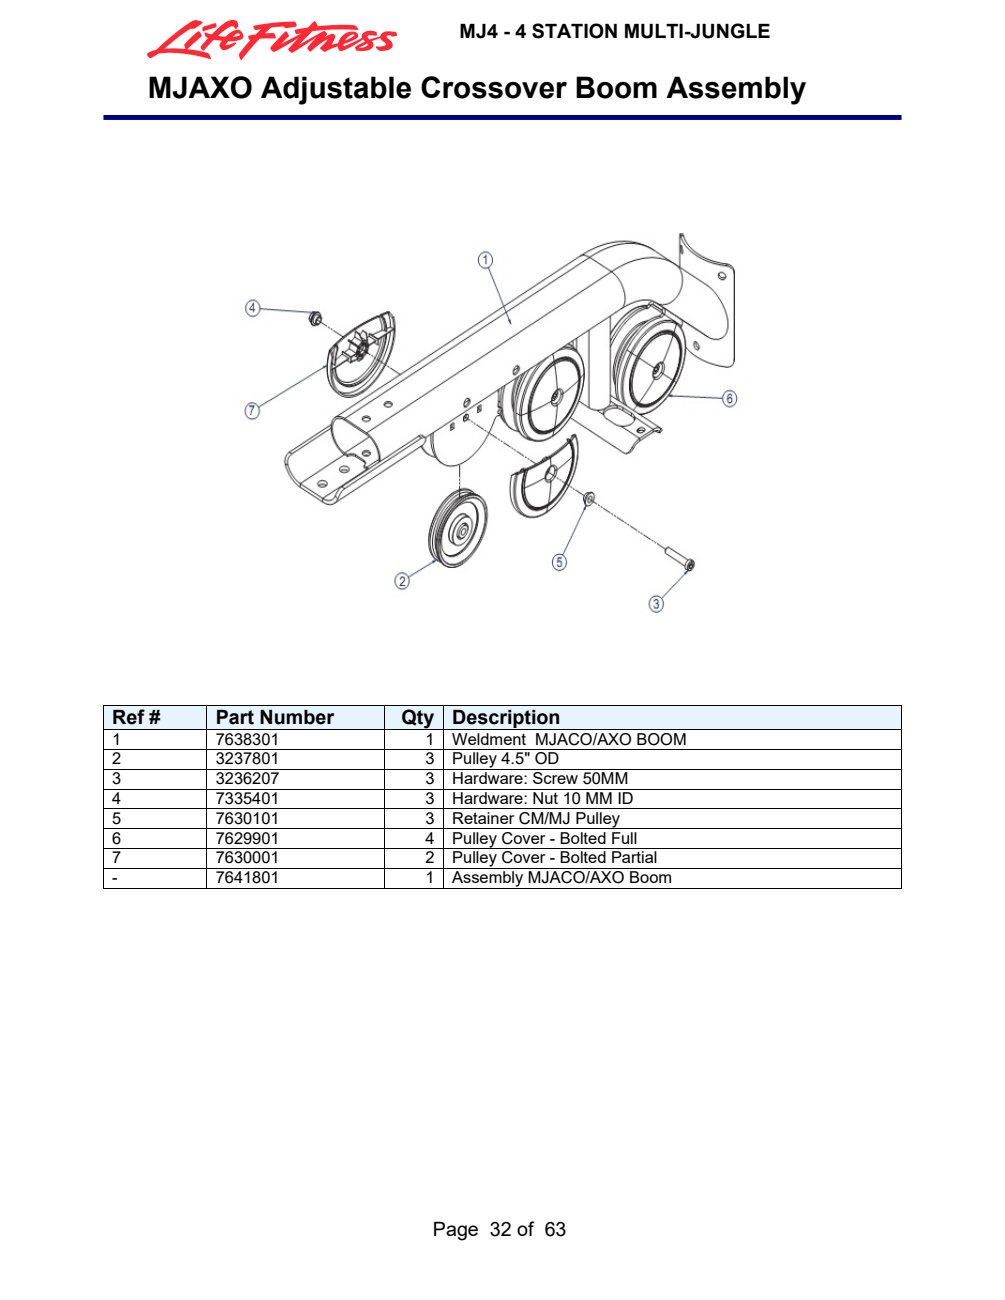 Life Fitness
MJ4 - 4 STATION MULTI-JUNGLE
MJAXO Adjustable Crossover Boom Assembly
1
4
7
6
5
2
3
Ref # Part Number Qty Description
1 7638301 1 Weldment  MJACO/AXO BOOM
2 3237801 3 Pulley 4.5" OD
3 3236207 3 Hardware: Screw 50MM
4 7335401 3 Hardware: Nut 10 MM ID
5 7630101 3 Retainer CM/MJ Pulley
6 7629901 4 Pulley Cover - Bolted Full
7 7630001 2 Pulley Cover - Bolted Partial
- 7641801 1 Assembly MJACO/AXO Boom
Page  32 of  63